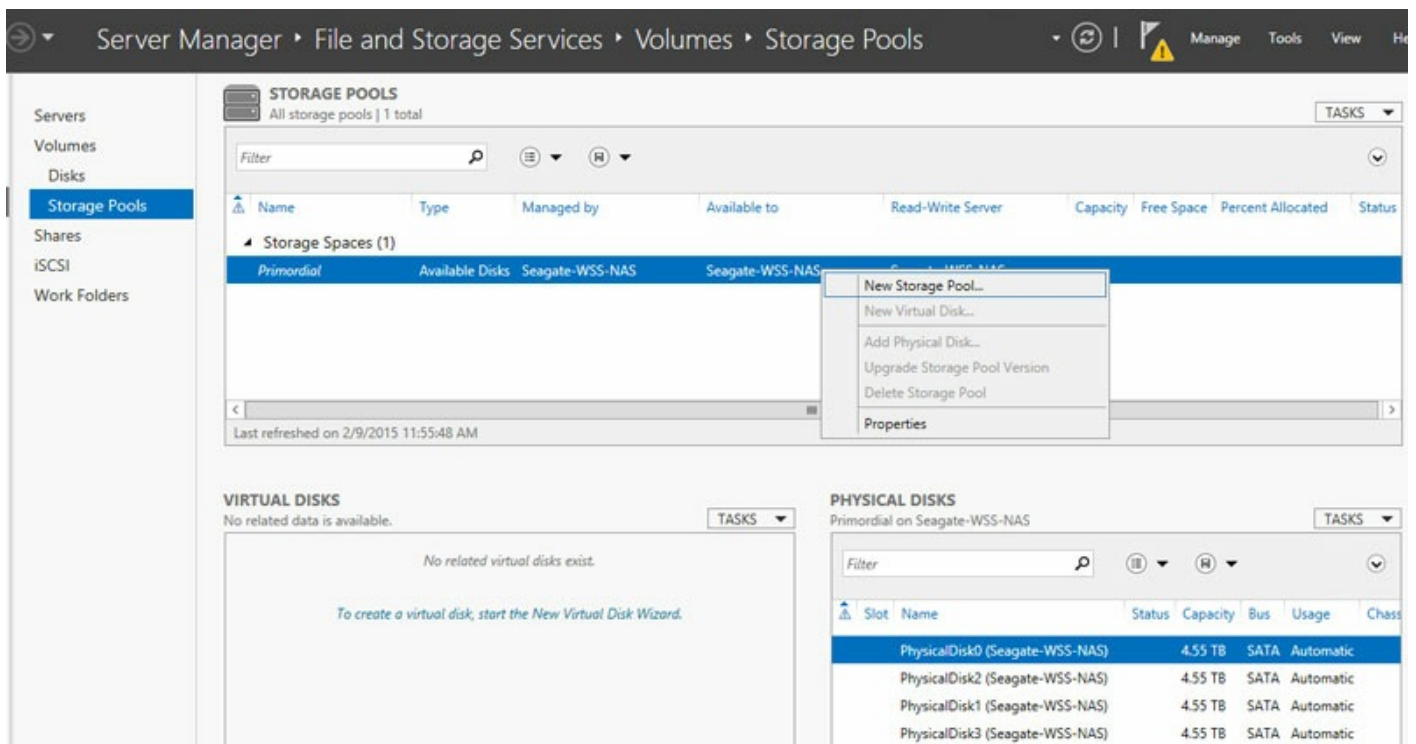 Server Manager ‣ File and Storage Services ‣ Volumes ‣ Storage Pools
Manage Tools View He
Servers
Volumes
Disks
Storage Pools
Shares
iSCSI
Work Folders
STORAGE POOLS
All storage pools | 1 total
TASKS
Filter
Name Type Managed by Available to Read-Write Server Capacity Free Space Percent Allocated Status
Storage Spaces (1)
Primordial Available Disks Seagate-WSS-NAS Seagate-WSS-NAS
New Storage Pool...
New Virtual Disk...
Add Physical Disk...
Upgrade Storage Pool Version
Delete Storage Pool
Properties
Last refreshed on 2/9/2015 11:55:48 AM
VIRTUAL DISKS
No related data is available.
TASKS
No related virtual disks exist.
To create a virtual disk, start the New Virtual Disk Wizard.
PHYSICAL DISKS
Primordial on Seagate-WSS-NAS
TASKS
Filter
Slot Name Status Capacity Bus Usage Chass
PhysicalDisk0 (Seagate-WSS-NAS) 4.55 TB SATA Automatic
PhysicalDisk2 (Seagate-WSS-NAS) 4.55 TB SATA Automatic
PhysicalDisk1 (Seagate-WSS-NAS) 4.55 TB SATA Automatic
PhysicalDisk3 (Seagate-WSS-NAS) 4.55 TB SATA Automatic